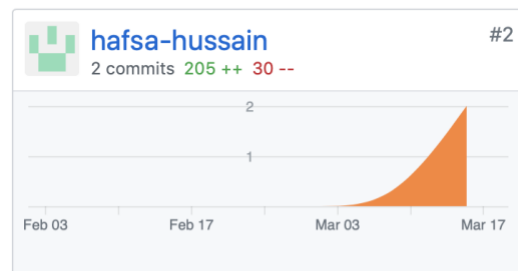 hafsa-hussain
#2
2 commits 205 ++ 30 --
2
1
Feb 03 Feb 17 Mar 03 Mar 17